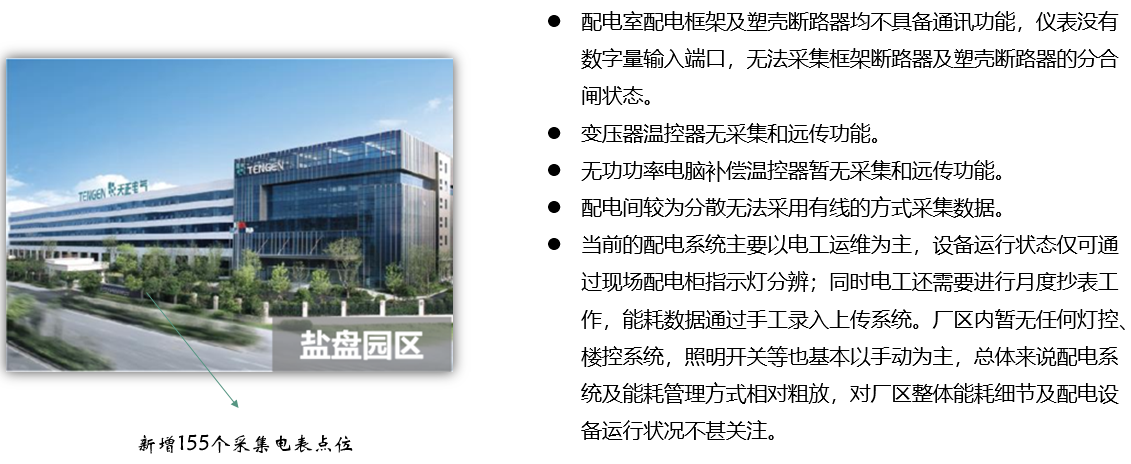 TENGEN 天正电气
TENGEN
盐盘园区
新增155个采集电表点位
● 配电室配电框架及塑壳断路器均不具备通讯功能，仪表没有
数字量输入端口，无法采集框架断路器及塑壳断路器的分合
闸状态。
● 变压器温控器无采集和远传功能。
● 无功功率电脑补偿温控器暂无采集和远传功能。
● 配电间较为分散无法采用有线的方式采集数据。
● 当前的配电系统主要以电工运维为主，设备运行状态仅可通
过现场配电柜指示灯分辨；同时电工还需要进行月度抄表工
作，能耗数据通过手工录入上传系统。厂区内暂无任何灯控、
楼控系统，照明开关等也基本以手动为主，总体来说配电系
统及能耗管理方式相对粗放，对厂区整体能耗细节及配电设
备运行状况不甚关注。